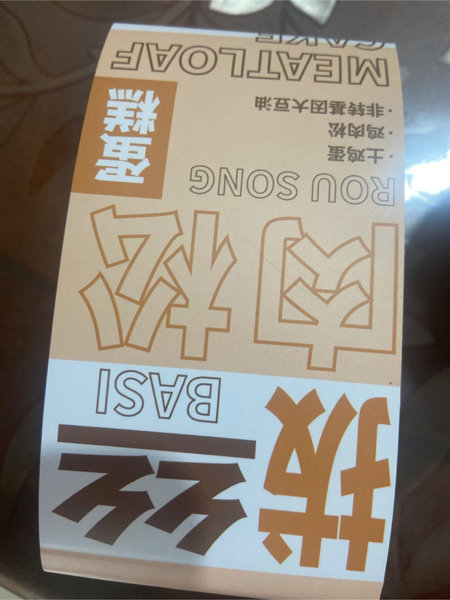 拔丝
BASI
肉松
ROU SONG
蛋糕
·土鸡蛋
·鸡肉松
·非转基因大豆油
MEATLOAF
CAKE